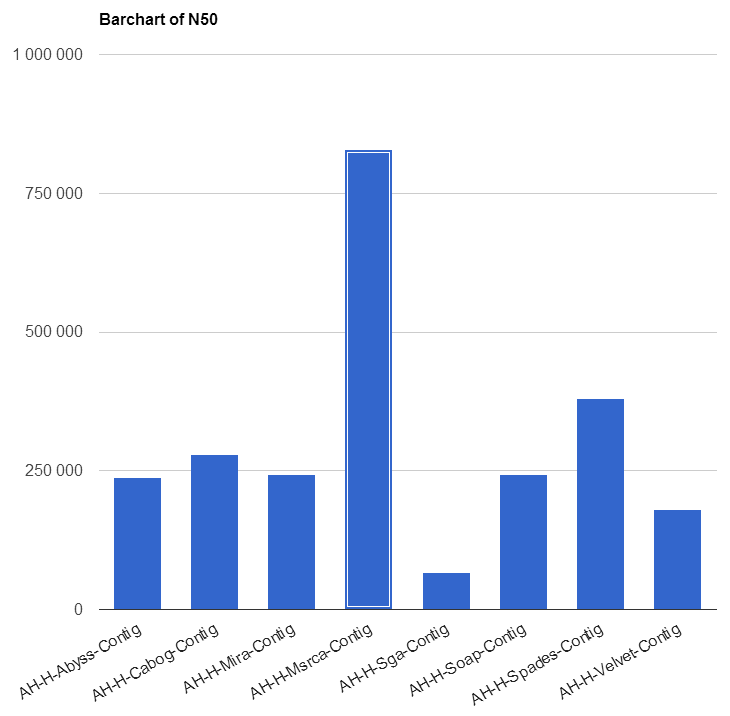 Barchart of N50
1 000 000
750 000
500 000
250 000
0
AH-H-Abyss-Contig
AH-H-Cabog-Contig
AH-H-Mira-Contig
AH-H-Msrca-Contig
AH-H-Sga-Contig
AH-H-Soap-Contig
AH-H-Spades-Contig
AH-H-Velvet-Contig